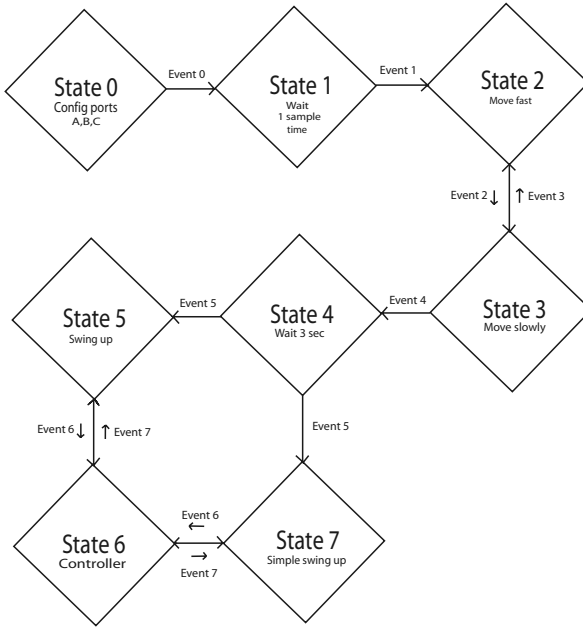 State 0
Config ports
A,B,C
Event 0
State 1
Wait
1 sample
time
Event 1
State 2
Move fast
Event 2 ↓
↑ Event 3
State 3
Move slowly
Event 4
State 4
Wait 3 sec
Event 5
State 5
Swing up
Event 5
Event 6 ↓
↑ Event 7
State 6
Controller
Event 6
←
→
Event 7
State 7
Simple swing up